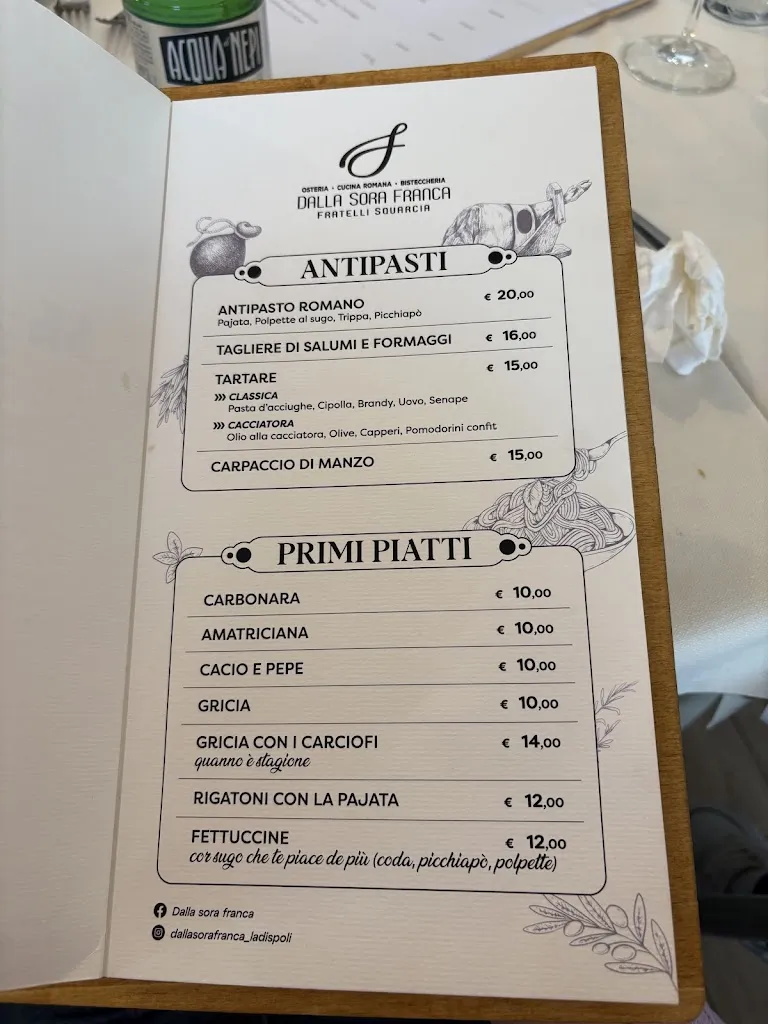 ACQUA DI NEPI
OSTERIA • CUCINA ROMANA • BISTECCHERIA
DALLA SORA FRANCA
FRATELLI SQUARCIA
ANTIPASTI
ANTIPASTO ROMANO € 20,00
Pajata, Polpette al sugo, Trippa, Picchiapò
TAGLIERE DI SALUMI E FORMAGGI € 16,00
TARTARE € 15,00
››› CLASSICA
Pasta d'acciughe, Cipolla, Brandy, Uovo, Senape
››› CACCIATORA
Olio alla cacciatora, Olive, Capperi, Pomodorini confit
CARPACCIO DI MANZO € 15,00
PRIMI PIATTI
CARBONARA € 10,00
AMATRICIANA € 10,00
CACIO E PEPE € 10,00
GRICIA € 10,00
GRICIA CON I CARCIOFI € 14,00
quanno è stagione
RIGATONI CON LA PAJATA € 12,00
FETTUCCINE € 12,00
cor sugo che te piace de più (coda, picchiapò, polpette)
Dalla sora franca
dallasorafranca_ladispoli